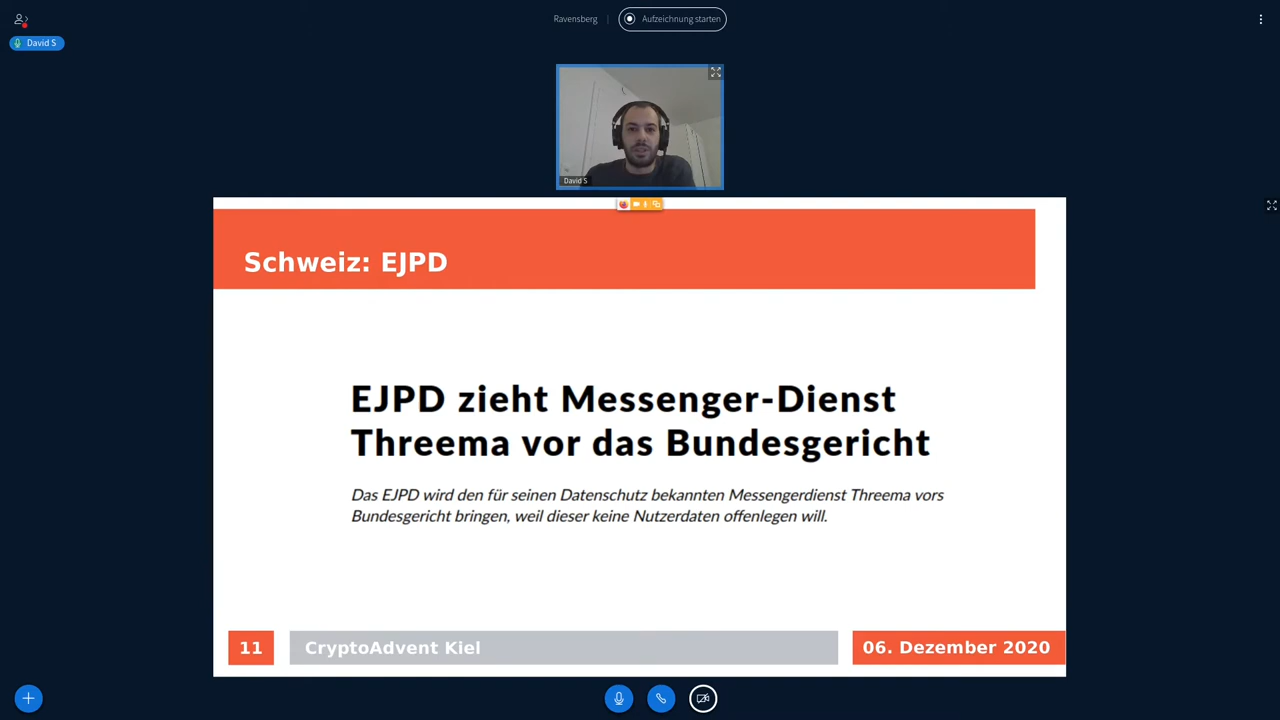 Ravensberg
Aufzeichnung starten
David S
David S
Schweiz: EJPD
EJPD zieht Messenger-Dienst
Threema vor das Bundesgericht
Das EJPD wird den für seinen Datenschutz bekannten Messengerdienst Threema vors
Bundesgericht bringen, weil dieser keine Nutzerdaten offenlegen will.
11
CryptoAdvent Kiel
06. Dezember 2020